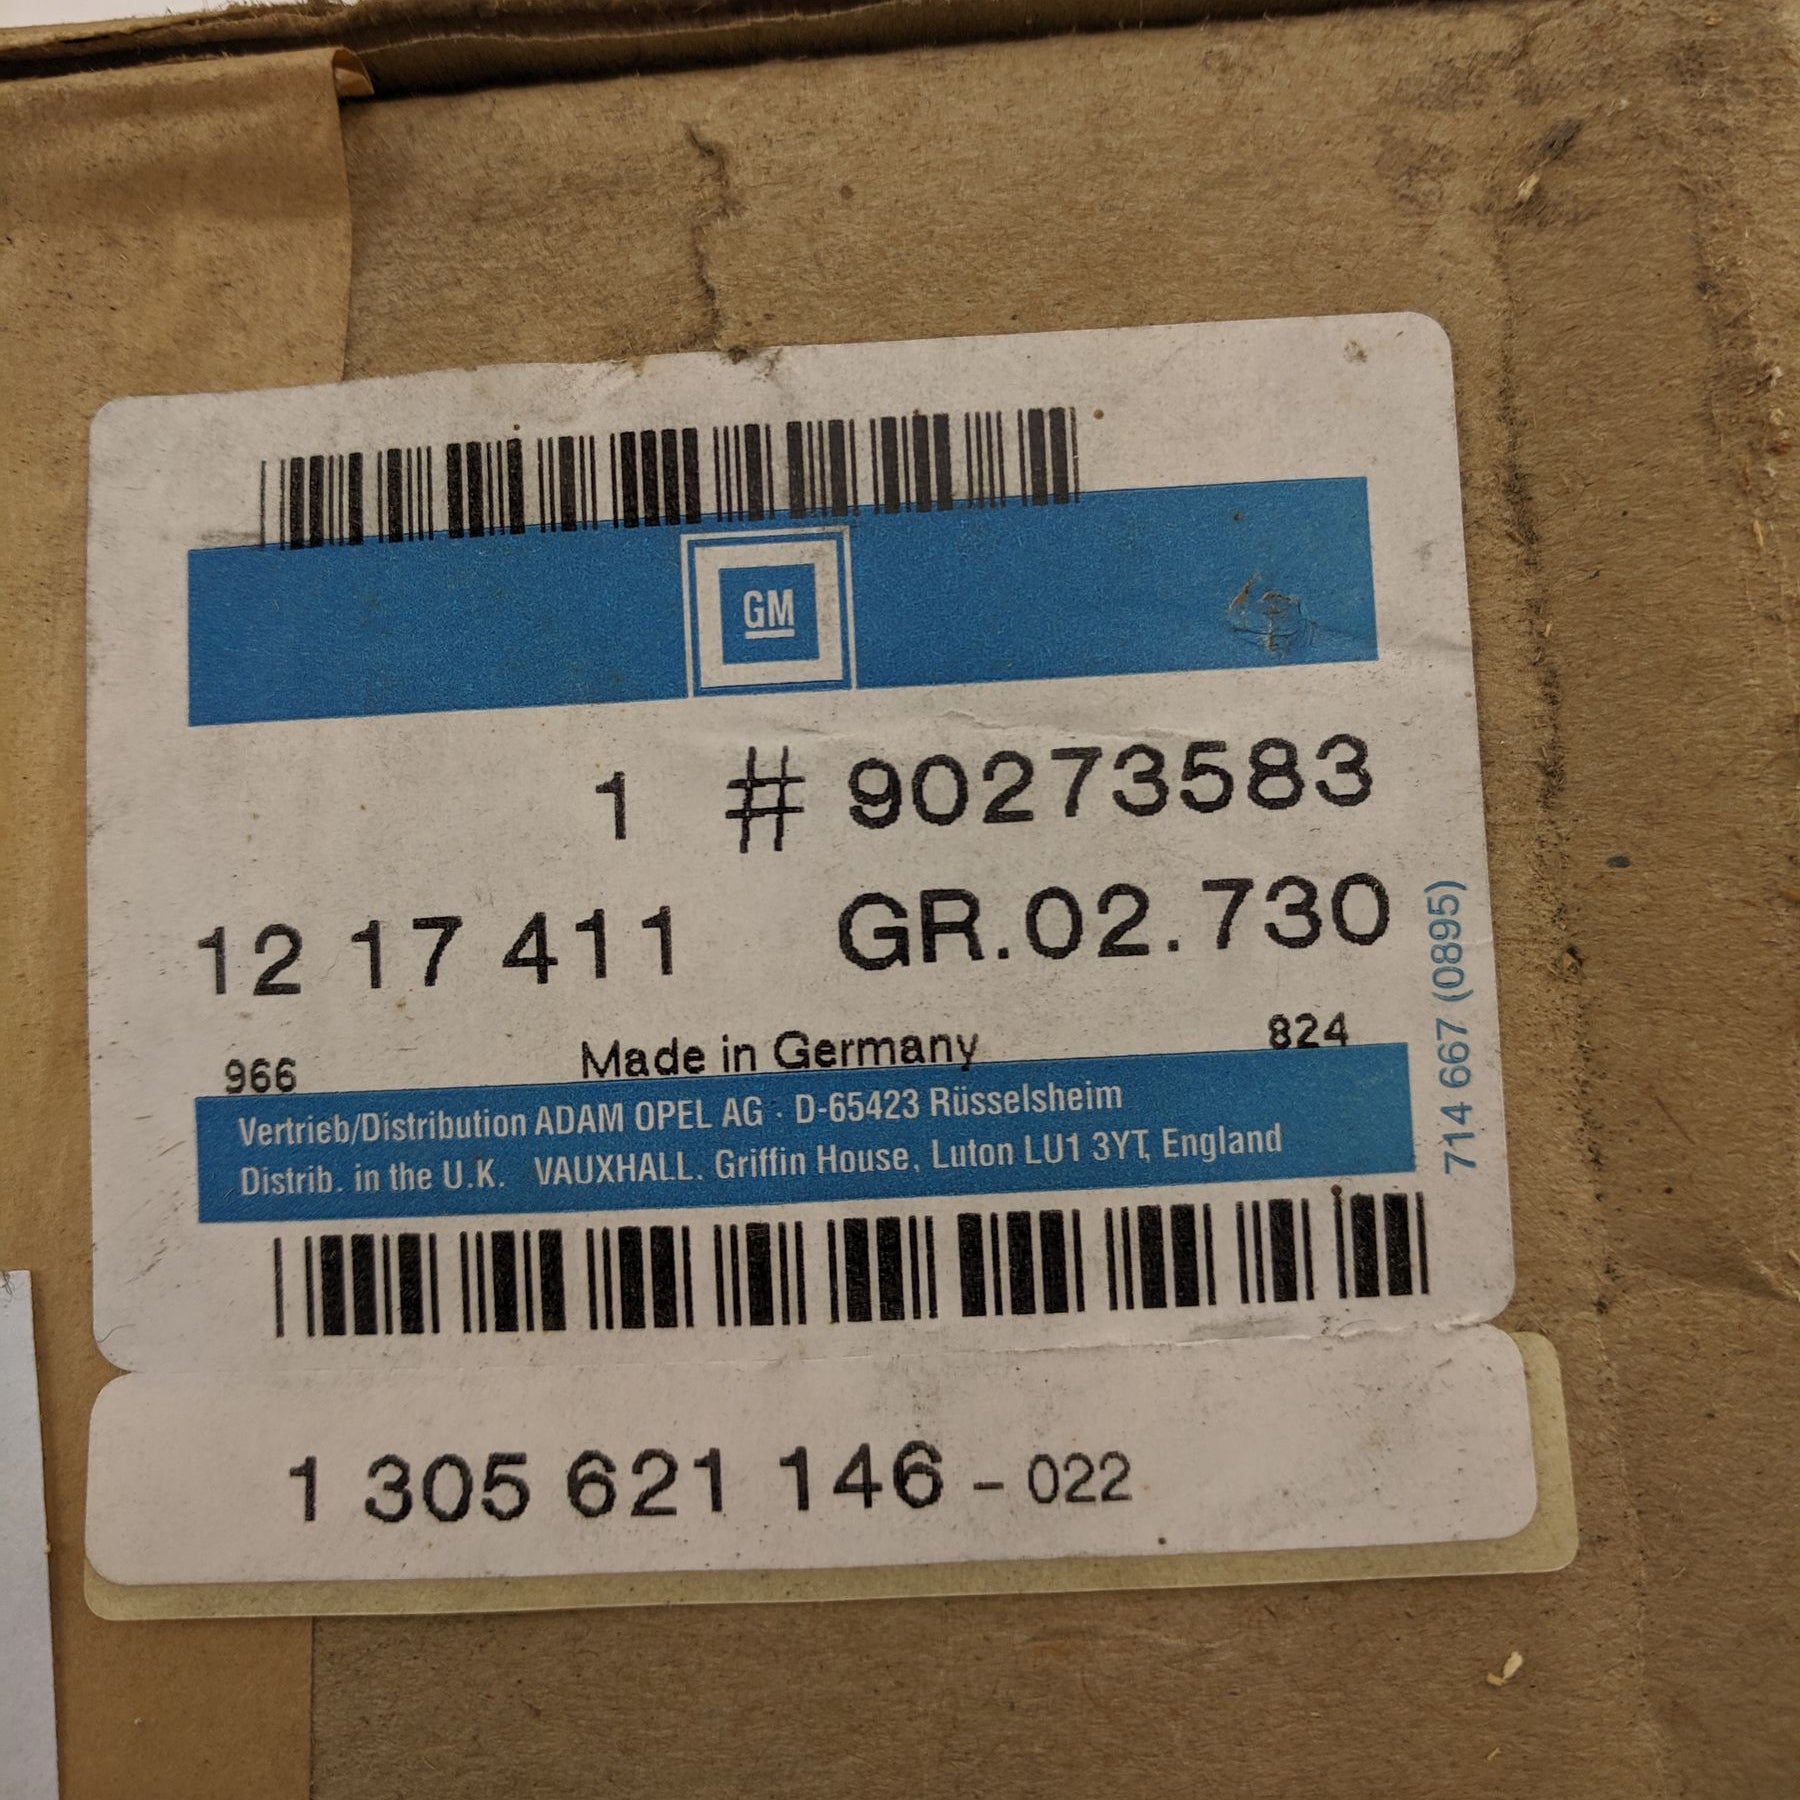 GM
1 # 90273583
12 17 411 GR.02.730
966 Made in Germany 824
Vertrieb/Distribution ADAM OPEL AG · D-65423 Rüsselsheim
Distrib. in the U.K. VAUXHALL. Griffin House, Luton LU1 3YT, England
714 667 (0895)
1 305 621 146 - 022